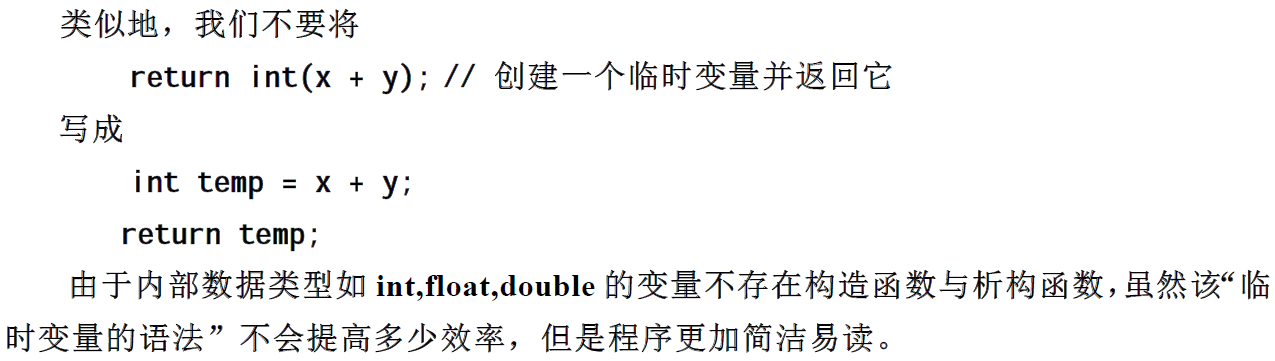 类似地，我们不要将
return int(x + y); // 创建一个临时变量并返回它
写成
int temp = x + y;
return temp;
由于内部数据类型如 int,float,double 的变量不存在构造函数与析构函数，虽然该“临
时变量的语法”不会提高多少效率，但是程序更加简洁易读。